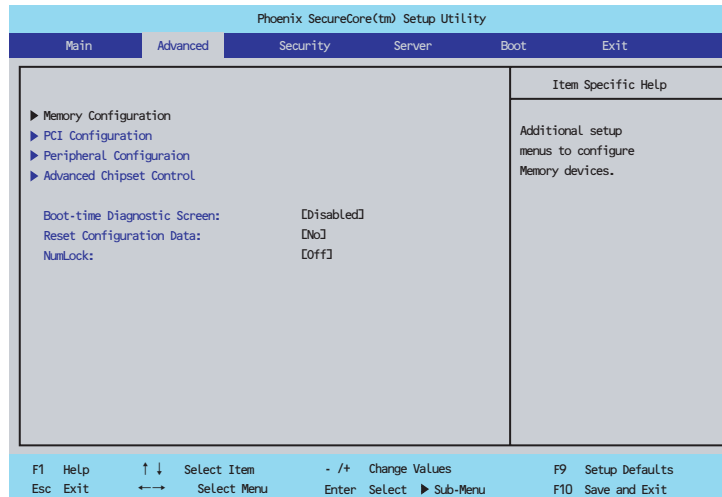 Phoenix SecureCore(tm) Setup Utility
Main Advanced Security Server Boot Exit
Item Specific Help
▶ Memory Configuration
▶ PCI Configuration
▶ Peripheral Configuraion
▶ Advanced Chipset Control
Boot-time Diagnostic Screen: [Disabled]
Reset Configuration Data: [No]
NumLock: [Off]
Additional setup
menus to configure
Memory devices.
F1 Help ↑↓ Select Item - /+ Change Values F9 Setup Defaults
Esc Exit ←→ Select Menu Enter Select ▶ Sub-Menu F10 Save and Exit